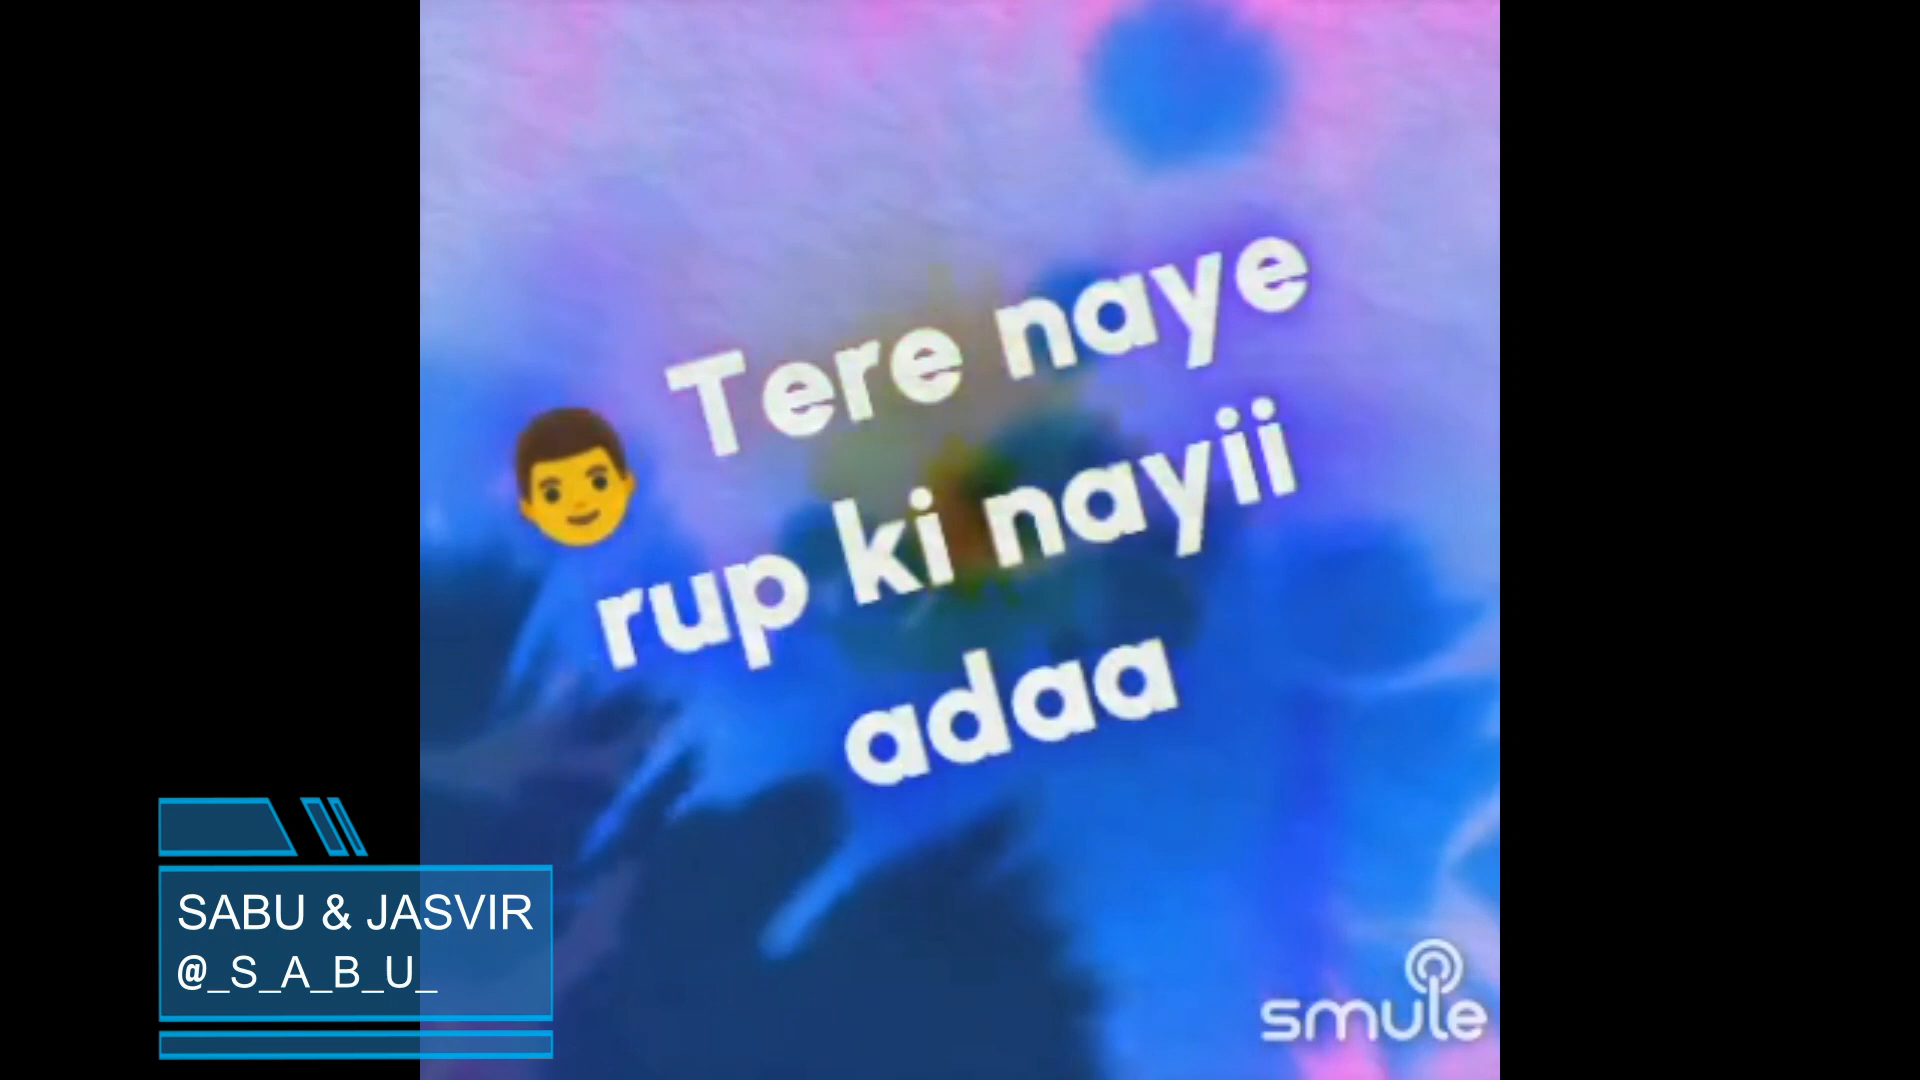 Tere naye
rup ki nayii
adaa
SABU & JASVIR
@_S_A_B_U_
smule